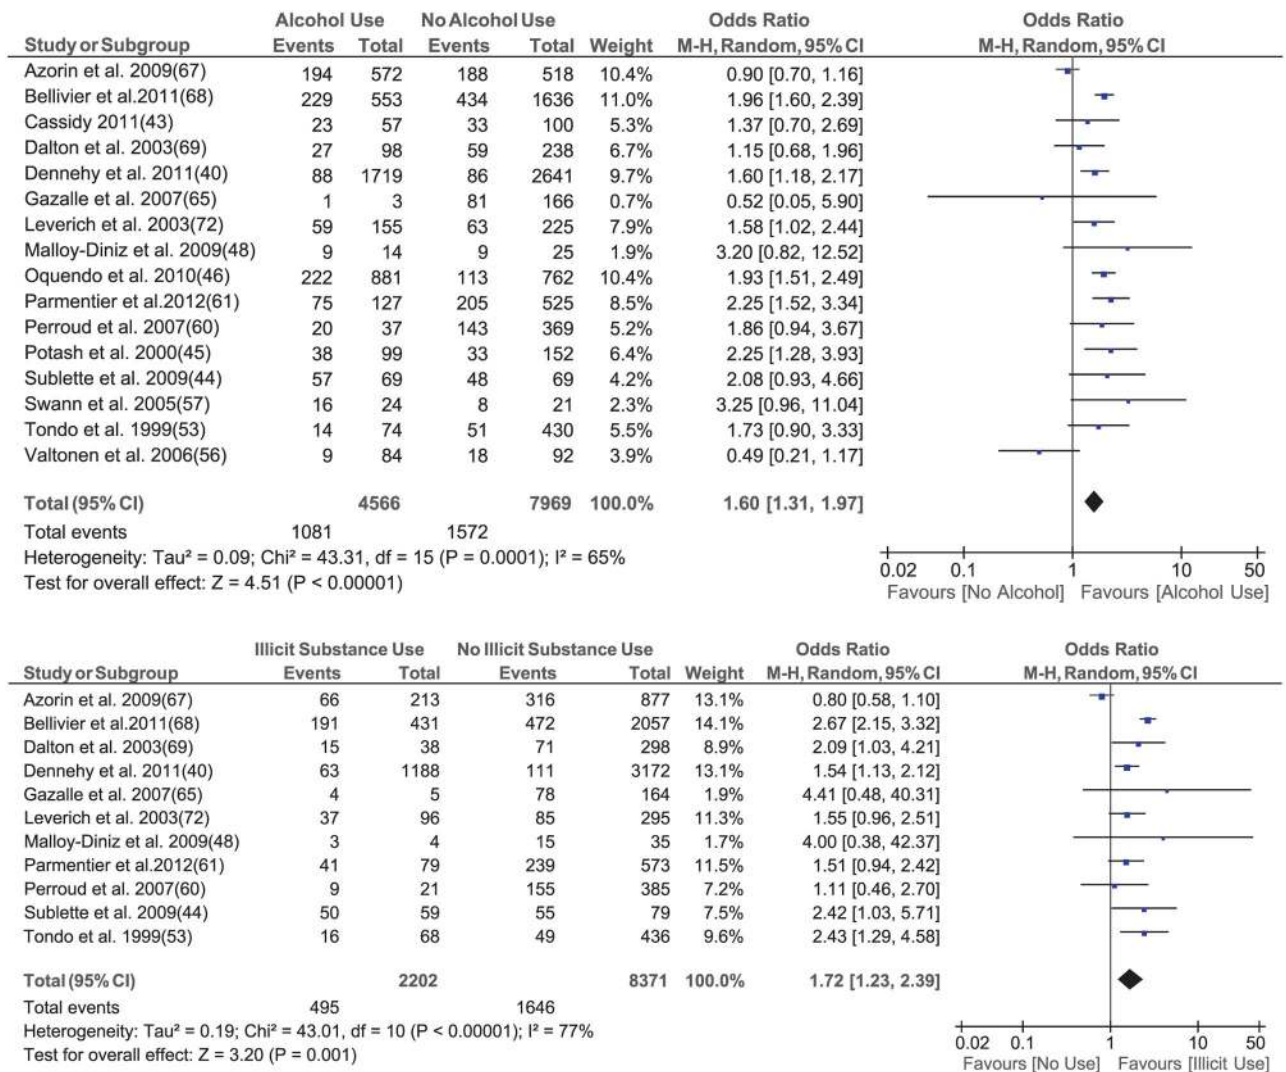 Alcohol Use No Alcohol Use Odds Ratio Odds Ratio
Study or Subgroup Events Total Events Total Weight M-H, Random, 95% CI M-H, Random, 95% CI
Azorin et al. 2009(67) 194 572 188 518 10.4% 0.90 [0.70, 1.16]
Bellivier et al.2011(68) 229 553 434 1636 11.0% 1.96 [1.60, 2.39]
Cassidy 2011(43) 23 57 33 100 5.3% 1.37 [0.70, 2.69]
Dalton et al. 2003(69) 27 98 59 238 6.7% 1.15 [0.68, 1.96]
Dennehy et al. 2011(40) 88 1719 86 2641 9.7% 1.60 [1.18, 2.17]
Gazalle et al. 2007(65) 1 3 81 166 0.7% 0.52 [0.05, 5.90]
Leverich et al. 2003(72) 59 155 63 225 7.9% 1.58 [1.02, 2.44]
Malloy-Diniz et al. 2009(48) 9 14 9 25 1.9% 3.20 [0.82, 12.52]
Oquendo et al. 2010(46) 222 881 113 762 10.4% 1.93 [1.51, 2.49]
Parmentier et al.2012(61) 75 127 205 525 8.5% 2.25 [1.52, 3.34]
Perroud et al. 2007(60) 20 37 143 369 5.2% 1.86 [0.94, 3.67]
Potash et al. 2000(45) 38 99 33 152 6.4% 2.25 [1.28, 3.93]
Sublette et al. 2009(44) 57 69 48 69 4.2% 2.08 [0.93, 4.66]
Swann et al. 2005(57) 16 24 8 21 2.3% 3.25 [0.96, 11.04]
Tondo et al. 1999(53) 14 74 51 430 5.5% 1.73 [0.90, 3.33]
Valtonen et al. 2006(56) 9 84 18 92 3.9% 0.49 [0.21, 1.17]
Total (95% CI) 4566 7969 100.0% 1.60 [1.31, 1.97]
Total events 1081 1572
Heterogeneity: Tau² = 0.09; Chi² = 43.31, df = 15 (P = 0.0001); I² = 65%
Test for overall effect: Z = 4.51 (P < 0.00001)
0.02 0.1 1 10 50
Favours [No Alcohol] Favours [Alcohol Use]
Illicit Substance Use No Illicit Substance Use Odds Ratio Odds Ratio
Study or Subgroup Events Total Events Total Weight M-H, Random, 95% CI M-H, Random, 95% CI
Azorin et al. 2009(67) 66 213 316 877 13.1% 0.80 [0.58, 1.10]
Bellivier et al.2011(68) 191 431 472 2057 14.1% 2.67 [2.15, 3.32]
Dalton et al. 2003(69) 15 38 71 298 8.9% 2.09 [1.03, 4.21]
Dennehy et al. 2011(40) 63 1188 111 3172 13.1% 1.54 [1.13, 2.12]
Gazalle et al. 2007(65) 4 5 78 164 1.9% 4.41 [0.48, 40.31]
Leverich et al. 2003(72) 37 96 85 295 11.3% 1.55 [0.96, 2.51]
Malloy-Diniz et al. 2009(48) 3 4 15 35 1.7% 4.00 [0.38, 42.37]
Parmentier et al.2012(61) 41 79 239 573 11.5% 1.51 [0.94, 2.42]
Perroud et al. 2007(60) 9 21 155 385 7.2% 1.11 [0.46, 2.70]
Sublette et al. 2009(44) 50 59 55 79 7.5% 2.42 [1.03, 5.71]
Tondo et al. 1999(53) 16 68 49 436 9.6% 2.43 [1.29, 4.58]
Total (95% CI) 2202 8371 100.0% 1.72 [1.23, 2.39]
Total events 495 1646
Heterogeneity: Tau² = 0.19; Chi² = 43.01, df = 10 (P < 0.00001); I² = 77%
Test for overall effect: Z = 3.20 (P = 0.001)
0.02 0.1 1 10 50
Favours [No Use] Favours [Illicit Use]